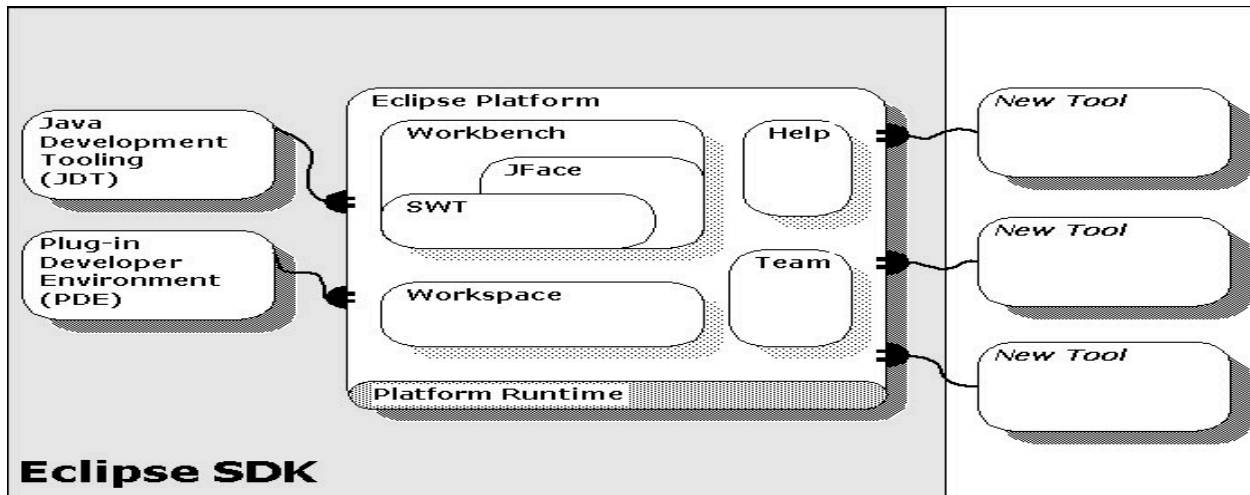 Java
Development
Tooling
(JDT)
Plug-in
Developer
Environment
(PDE)
Eclipse Platform
Workbench
JFace
SWT
Workspace
Help
Team
Platform Runtime
New Tool
New Tool
New Tool
Eclipse SDK